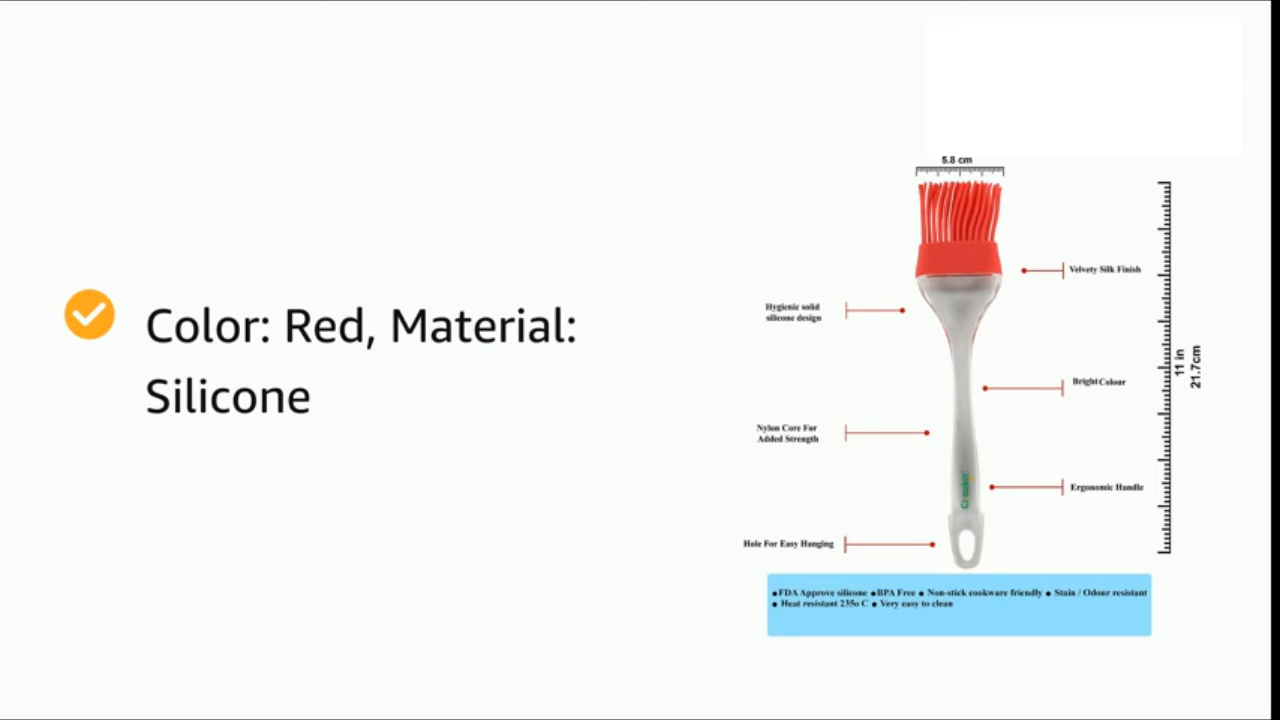 Color: Red, Material:
Silicone
5.8 cm
Velvety Silk Finish
Hygienic solid
silicone design
11 in
21.7cm
Bright Colour
Nylon Core For
Added Strength
Ergonomic Handle
Hole For Easy Hanging
●FDA Approve silicone ●BPA Free ● Non-stick cookware friendly ● Stain / Odour resistant
● Heat resistant 235o C ● Very easy to clean